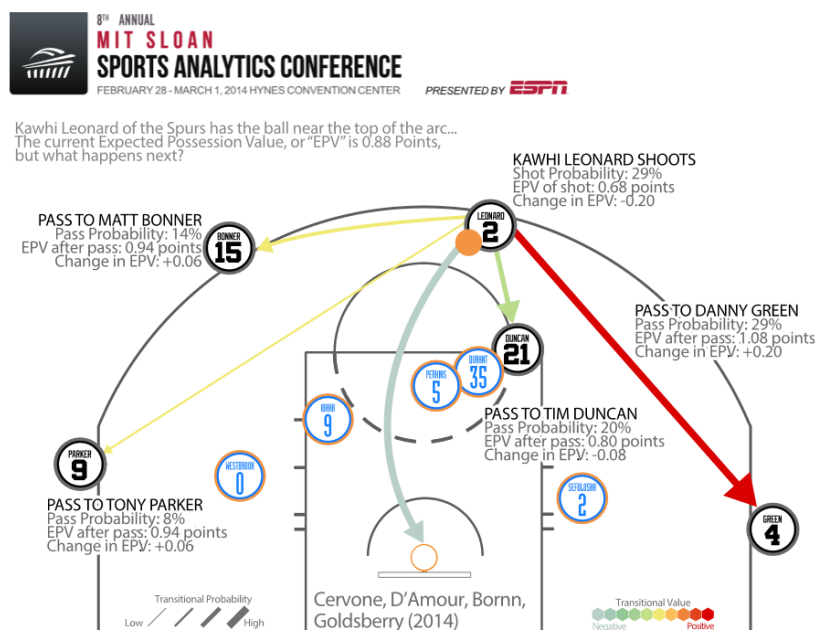 8TH ANNUAL
MIT SLOAN
SPORTS ANALYTICS CONFERENCE
FEBRUARY 28 - MARCH 1, 2014 HYNES CONVENTION CENTER
PRESENTED BY ESPN
Kawhi Leonard of the Spurs has the ball near the top of the arc...
The current Expected Possession Value, or "EPV" is 0.88 Points,
but what happens next?
KAWHI LEONARD SHOOTS
Shot Probability: 29%
EPV of shot: 0.68 points
Change in EPV: -0.20
LEONARD
2
PASS TO MATT BONNER
Pass Probability: 14%
EPV after pass: 0.94 points
Change in EPV: +0.06
BONNER
15
PASS TO DANNY GREEN
Pass Probability: 29%
EPV after pass: 1.08 points
Change in EPV: +0.20
DUNCAN
21
DURANT
35
PERKINS
5
IBAKA
9
PASS TO TIM DUNCAN
Pass Probability: 20%
EPV after pass: 0.80 points
Change in EPV: -0.08
PARKER
9
WESTBROOK
0
SEFOLOSHA
2
PASS TO TONY PARKER
Pass Probability: 8%
EPV after pass: 0.94 points
Change in EPV: +0.06
GREEN
4
Transitional Probability
Low
High
Cervone, D'Amour, Bornn,
Goldsberry (2014)
Transitional Value
Negative
Positive